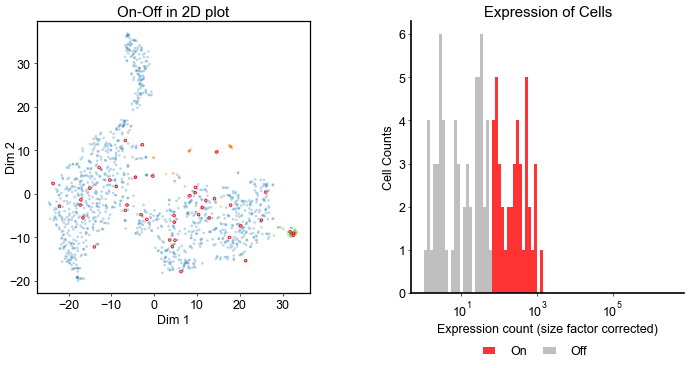 On-Off in 2D plot
Dim 2
30
20
10
0
−10
−20
−20 −10 0 10 20 30
Dim 1
Expression of Cells
Cell Counts
6
5
4
3
2
1
0
10^1 10^3 10^5
Expression count (size factor corrected)
On Off